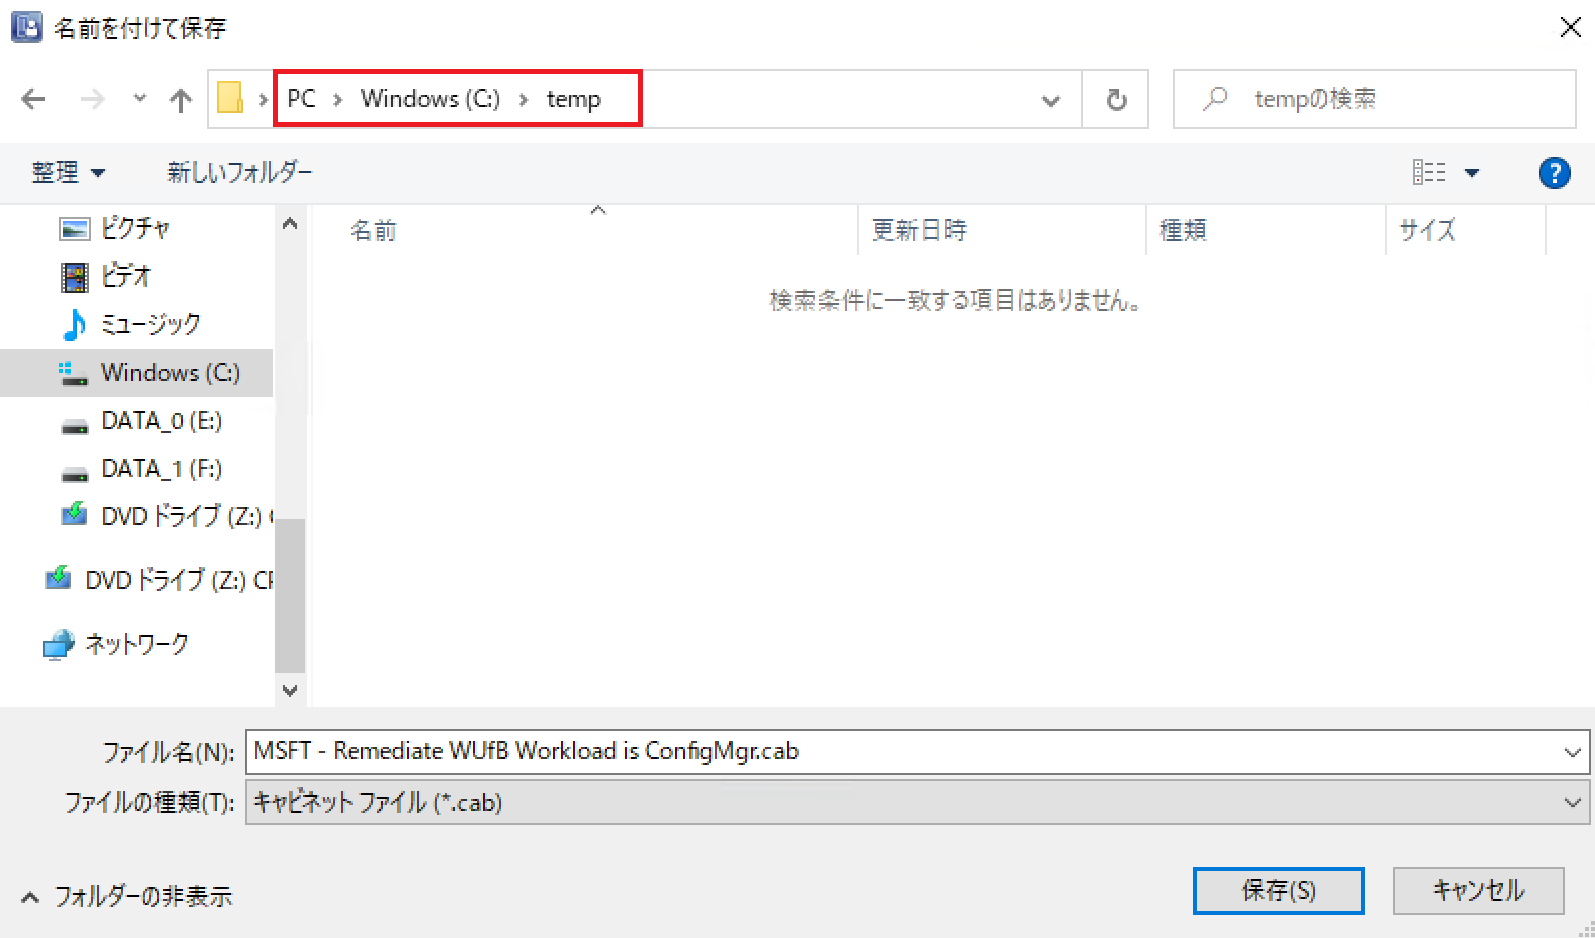 名前を付けて保存
PC > Windows (C:) > temp
tempの検索
整理
新しいフォルダー
?
ピクチャ
ビデオ
ミュージック
Windows (C:)
DATA_0 (E:)
DATA_1 (F:)
DVD ドライブ (Z:)
DVD ドライブ (Z:) CP
ネットワーク
名前 更新日時 種類 サイズ
検索条件に一致する項目はありません。
ファイル名(N): MSFT - Remediate WUfB Workload is ConfigMgr.cab
ファイルの種類(T): キャビネット ファイル (*.cab)
フォルダーの非表示
保存(S)
キャンセル